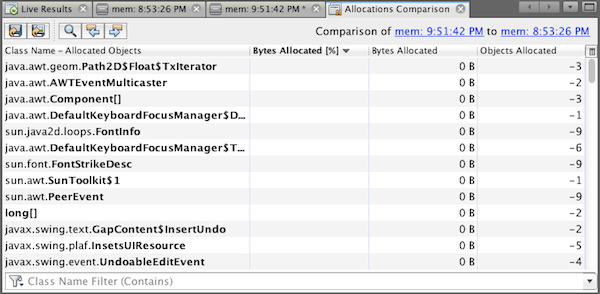 Live Results mem: 8:53:26 PM mem: 9:51:42 PM * Allocations Comparison
Comparison of mem: 9:51:42 PM to mem: 8:53:26 PM
Class Name - Allocated Objects Bytes Allocated [%] Bytes Allocated Objects Allocated
java.awt.geom.Path2D$Float$TxIterator 0 B -3
java.awt.AWTEventMulticaster 0 B -2
java.awt.Component[] 0 B -3
java.awt.DefaultKeyboardFocusManager$D... 0 B -1
sun.java2d.loops.FontInfo 0 B -9
java.awt.DefaultKeyboardFocusManager$T... 0 B -6
sun.font.FontStrikeDesc 0 B -9
sun.awt.SunToolkit$1 0 B -1
sun.awt.PeerEvent 0 B -9
long[] 0 B -2
javax.swing.text.GapContent$InsertUndo 0 B -2
javax.swing.plaf.InsetsUIResource 0 B -5
javax.swing.event.UndoableEditEvent 0 B -4
Class Name Filter (Contains)